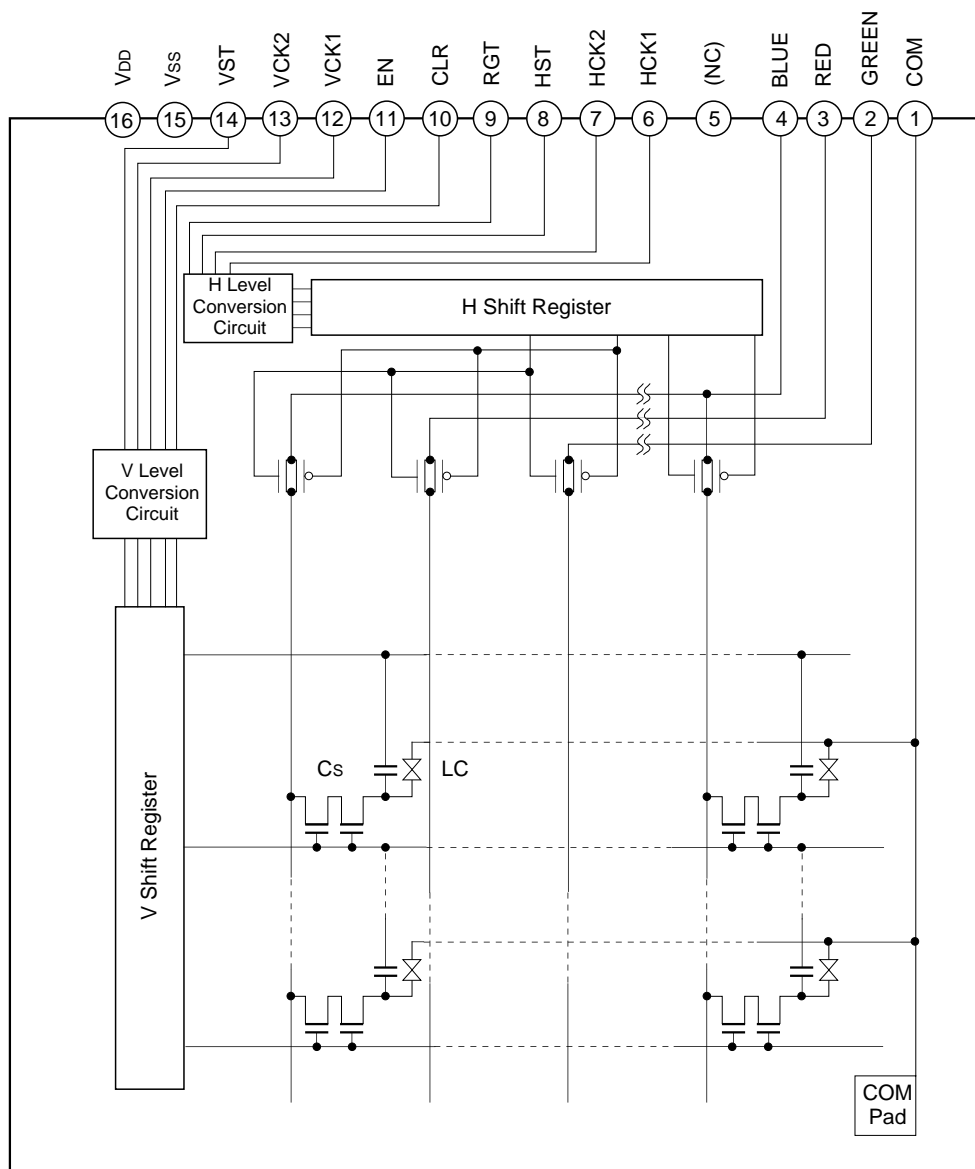 VDD
VSS
VST
VCK2
VCK1
EN
CLR
RGT
HST
HCK2
HCK1
(NC)
BLUE
RED
GREEN
COM
16
15
14
13
12
11
10
9
8
7
6
5
4
3
2
1
H Level
Conversion
Circuit
H Shift Register
V Level
Conversion
Circuit
V Shift Register
Cs
LC
COM
Pad